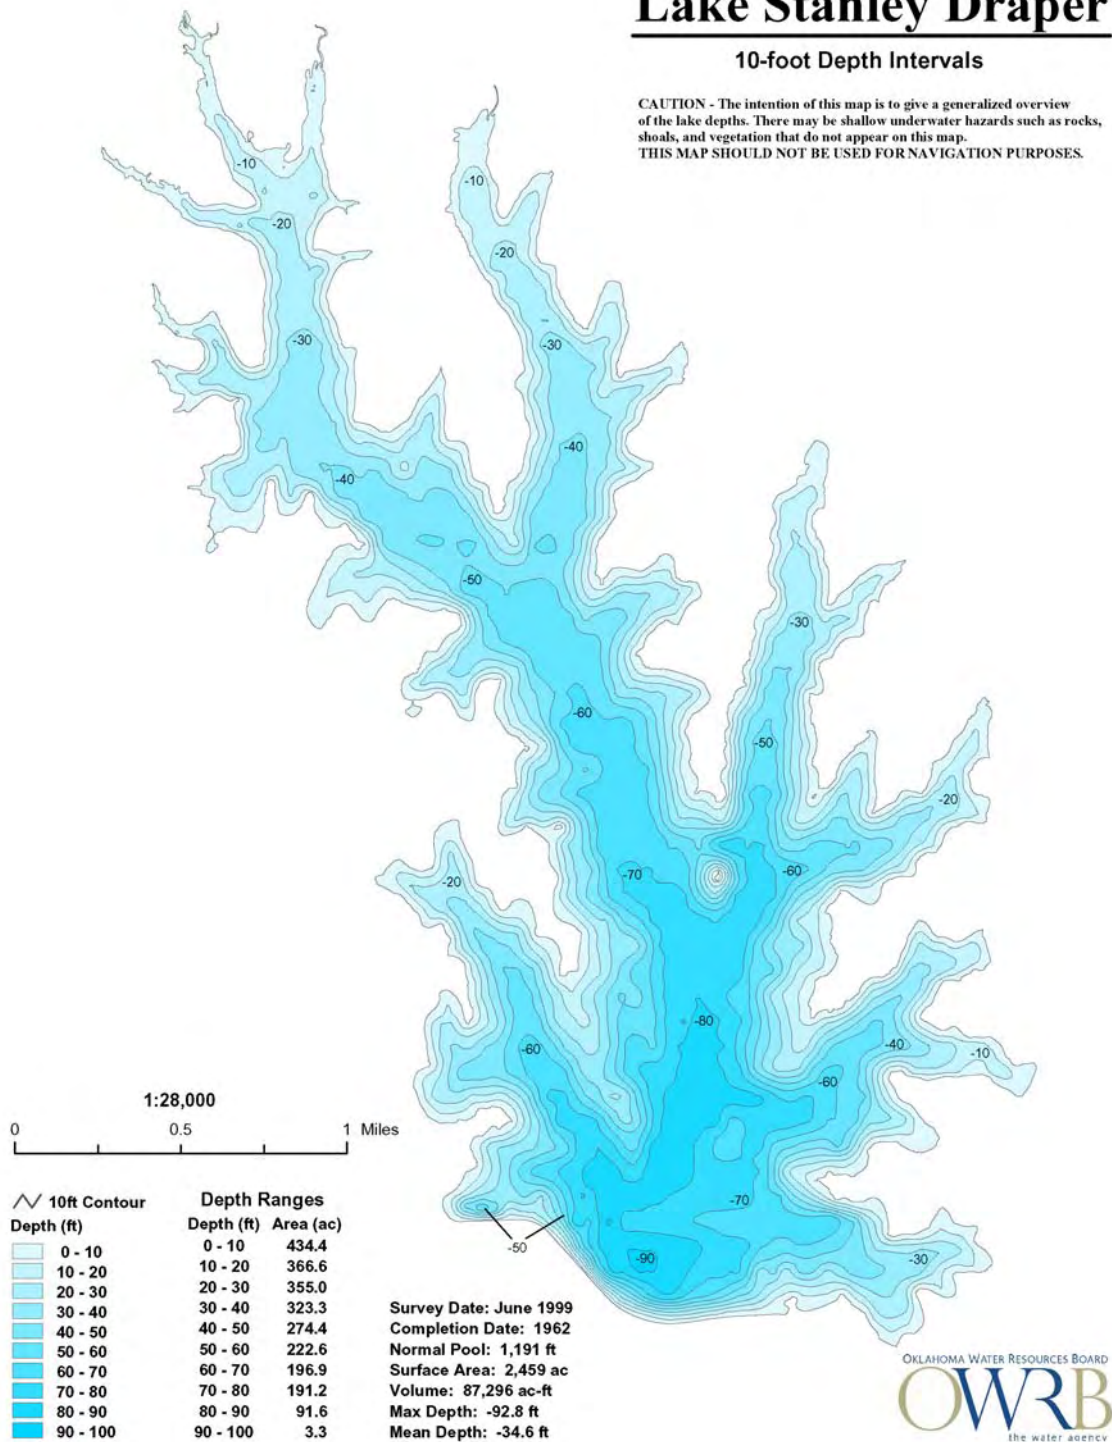 Lake Stanley Draper
10-foot Depth Intervals
CAUTION - The intention of this map is to give a generalized overview
of the lake depths. There may be shallow underwater hazards such as rocks,
shoals, and vegetation that do not appear on this map.
THIS MAP SHOULD NOT BE USED FOR NAVIGATION PURPOSES.
-10
-10
-20
-20
-30
-30
-40
-40
-50
-30
-60
-50
-20
-70
-60
-20
-80
-60
-40
-10
-60
-70
-50
-90
-30
1:28,000
0 0.5 1 Miles
10ft Contour
Depth (ft)
0 - 10
10 - 20
20 - 30
30 - 40
40 - 50
50 - 60
60 - 70
70 - 80
80 - 90
90 - 100
Depth Ranges
Depth (ft) Area (ac)
0 - 10 434.4
10 - 20 366.6
20 - 30 355.0
30 - 40 323.3
40 - 50 274.4
50 - 60 222.6
60 - 70 196.9
70 - 80 191.2
80 - 90 91.6
90 - 100 3.3
Survey Date: June 1999
Completion Date: 1962
Normal Pool: 1,191 ft
Surface Area: 2,459 ac
Volume: 87,296 ac-ft
Max Depth: -92.8 ft
Mean Depth: -34.6 ft
OKLAHOMA WATER RESOURCES BOARD
OWRB
the water agency